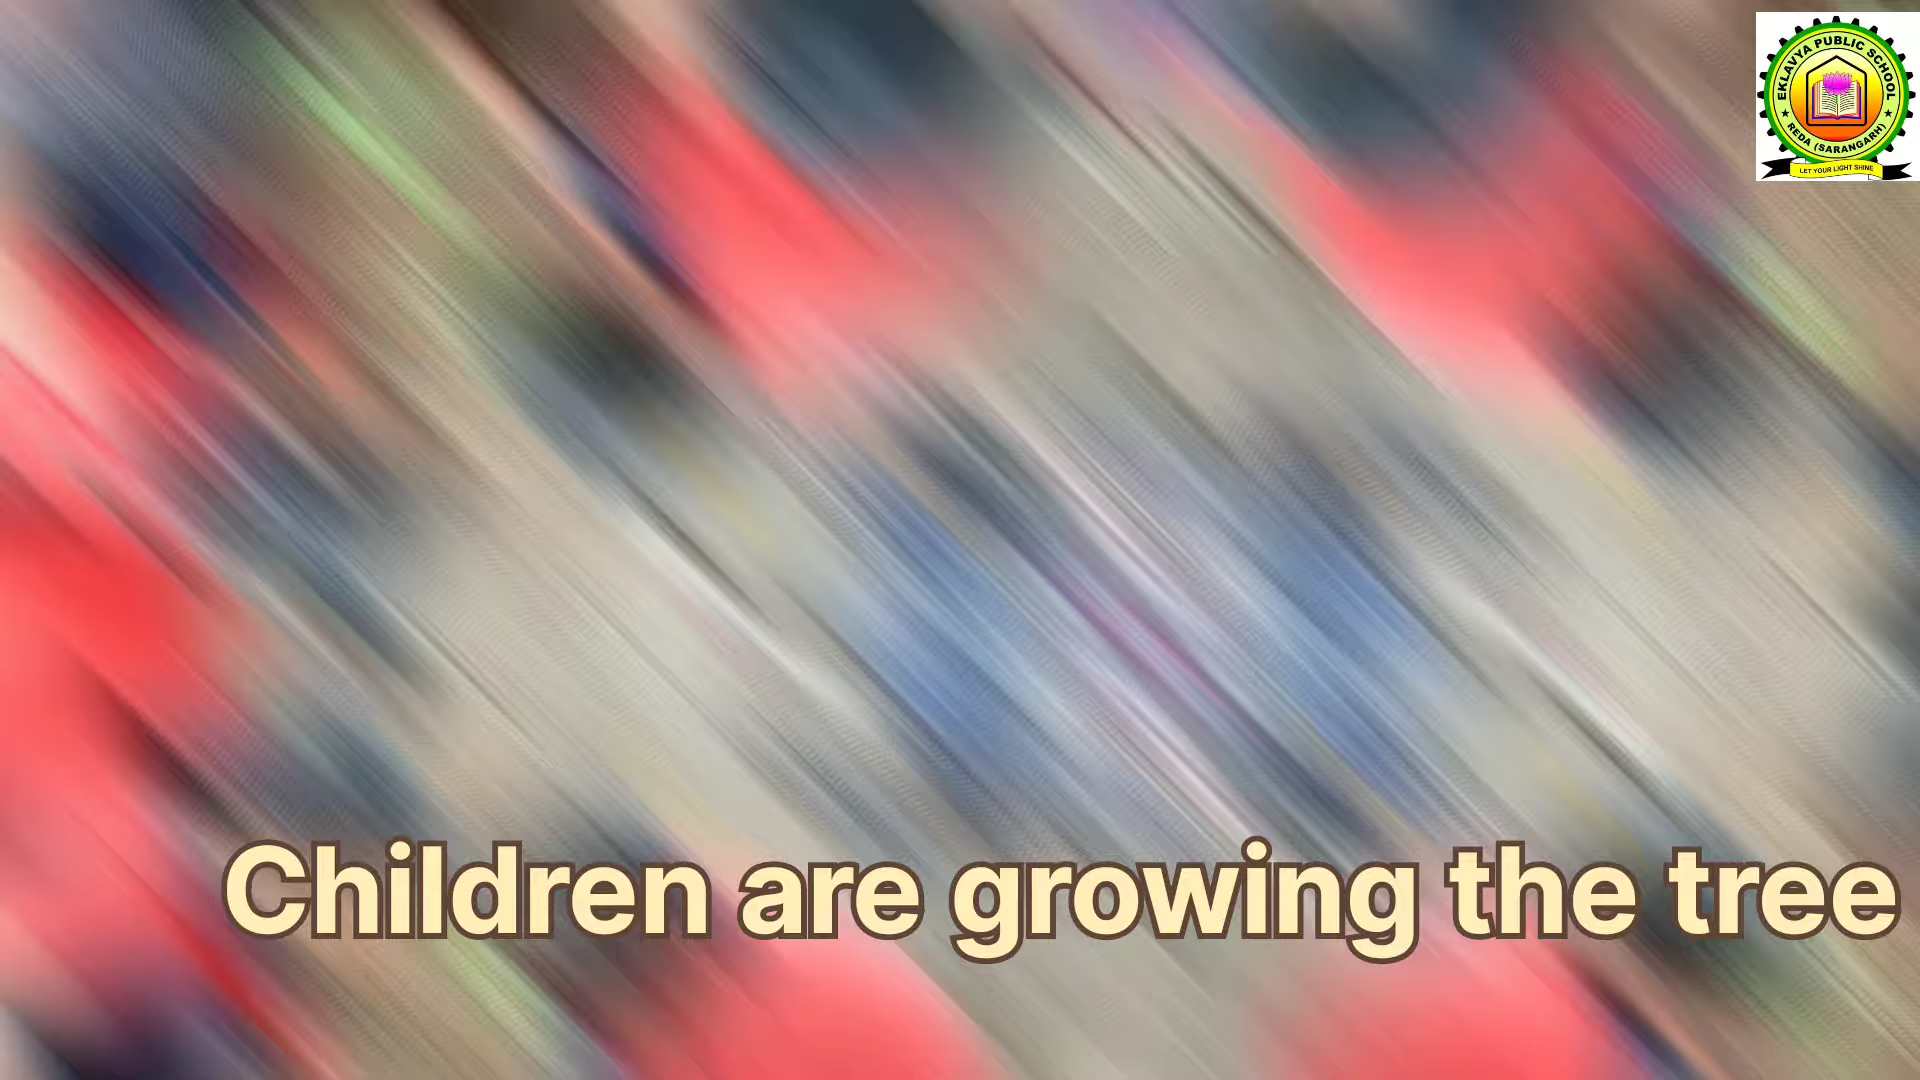 EKLAVYA PUBLIC SCHOOL
★ REDA (SARANGARH) ★
LET YOUR LIGHT SHINE
Children are growing the tree